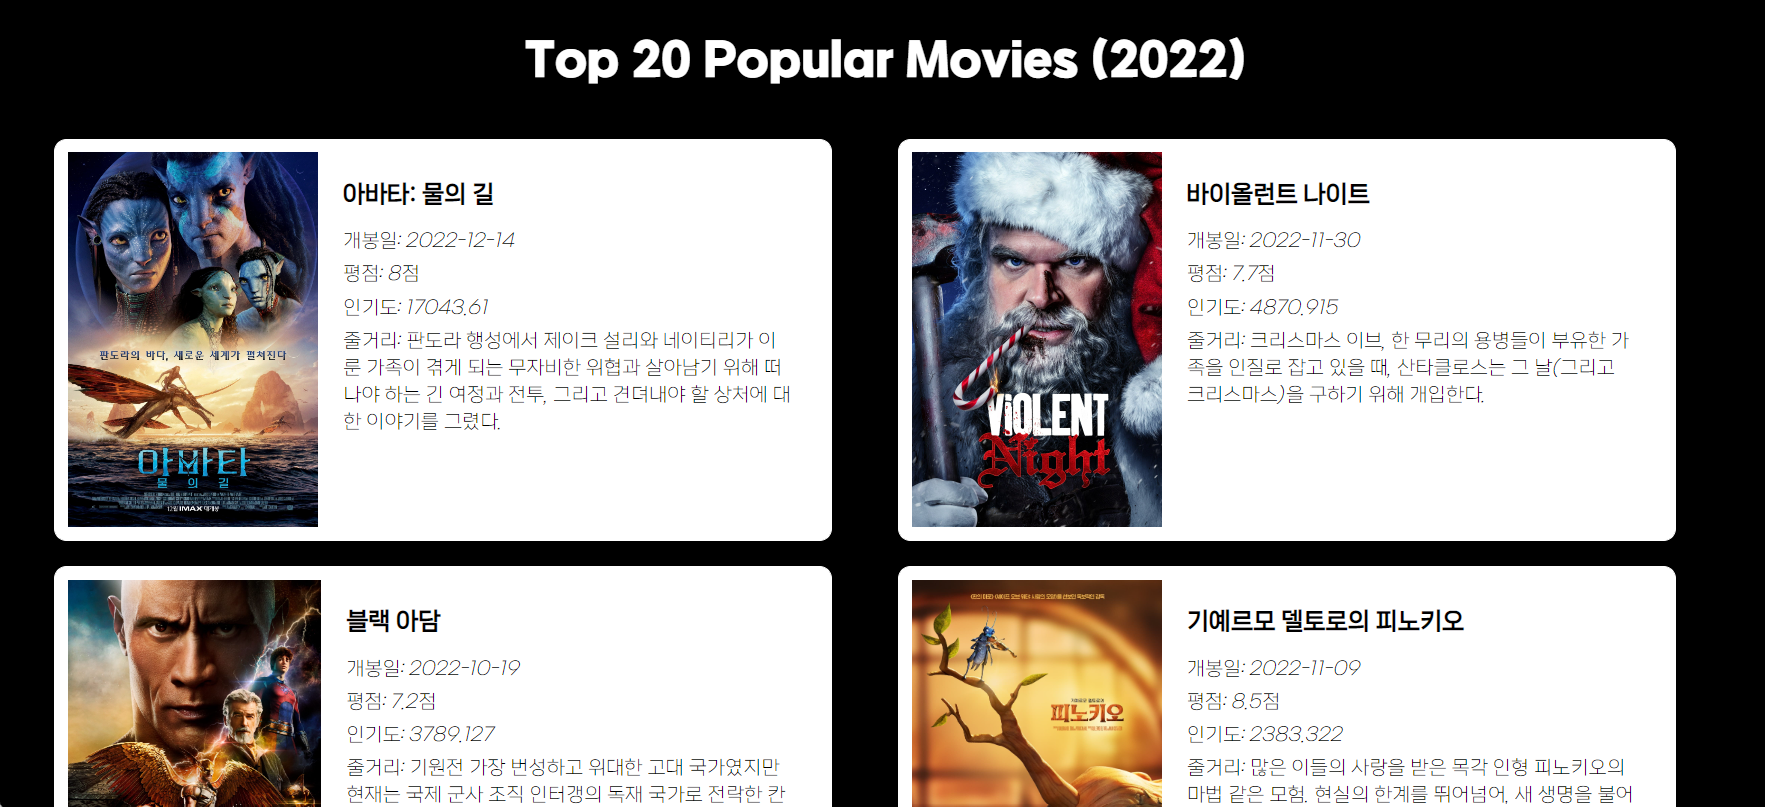 Top 20 Popular Movies (2022)
아바타: 물의 길
개봉일: 2022-12-14
평점: 8점
인기도: 17043.61
줄거리: 판도라 행성에서 제이크 설리와 네이티리가 이
룬 가족이 겪게 되는 무자비한 위협과 살아남기 위해 떠
나야 하는 긴 여정과 전투, 그리고 견뎌내야 할 상처에 대
한 이야기를 그렸다.
판도라의 바다, 새로운 세계가 펼쳐진다
아바타
물의 길
12월 IMAX 대개봉
바이올런트 나이트
개봉일: 2022-11-30
평점: 7.7점
인기도: 4870.915
줄거리: 크리스마스 이브, 한 무리의 용병들이 부유한 가
족을 인질로 잡고 있을 때, 산타클로스는 그 날(그리고
크리스마스)을 구하기 위해 개입한다.
VIOLENT
Night
블랙 아담
개봉일: 2022-10-19
평점: 7.2점
인기도: 3789.127
줄거리: 기원전 가장 번성하고 위대한 고대 국가였지만
현재는 국제 군사 조직 인터갱의 독재 국가로 전락한 칸
기예르모 델토로의 피노키오
개봉일: 2022-11-09
평점: 8.5점
인기도: 2383.322
줄거리: 많은 이들의 사랑을 받은 목각 인형 피노키오의
마법 같은 모험. 현실의 한계를 뛰어넘어, 새 생명을 불어
피노키오